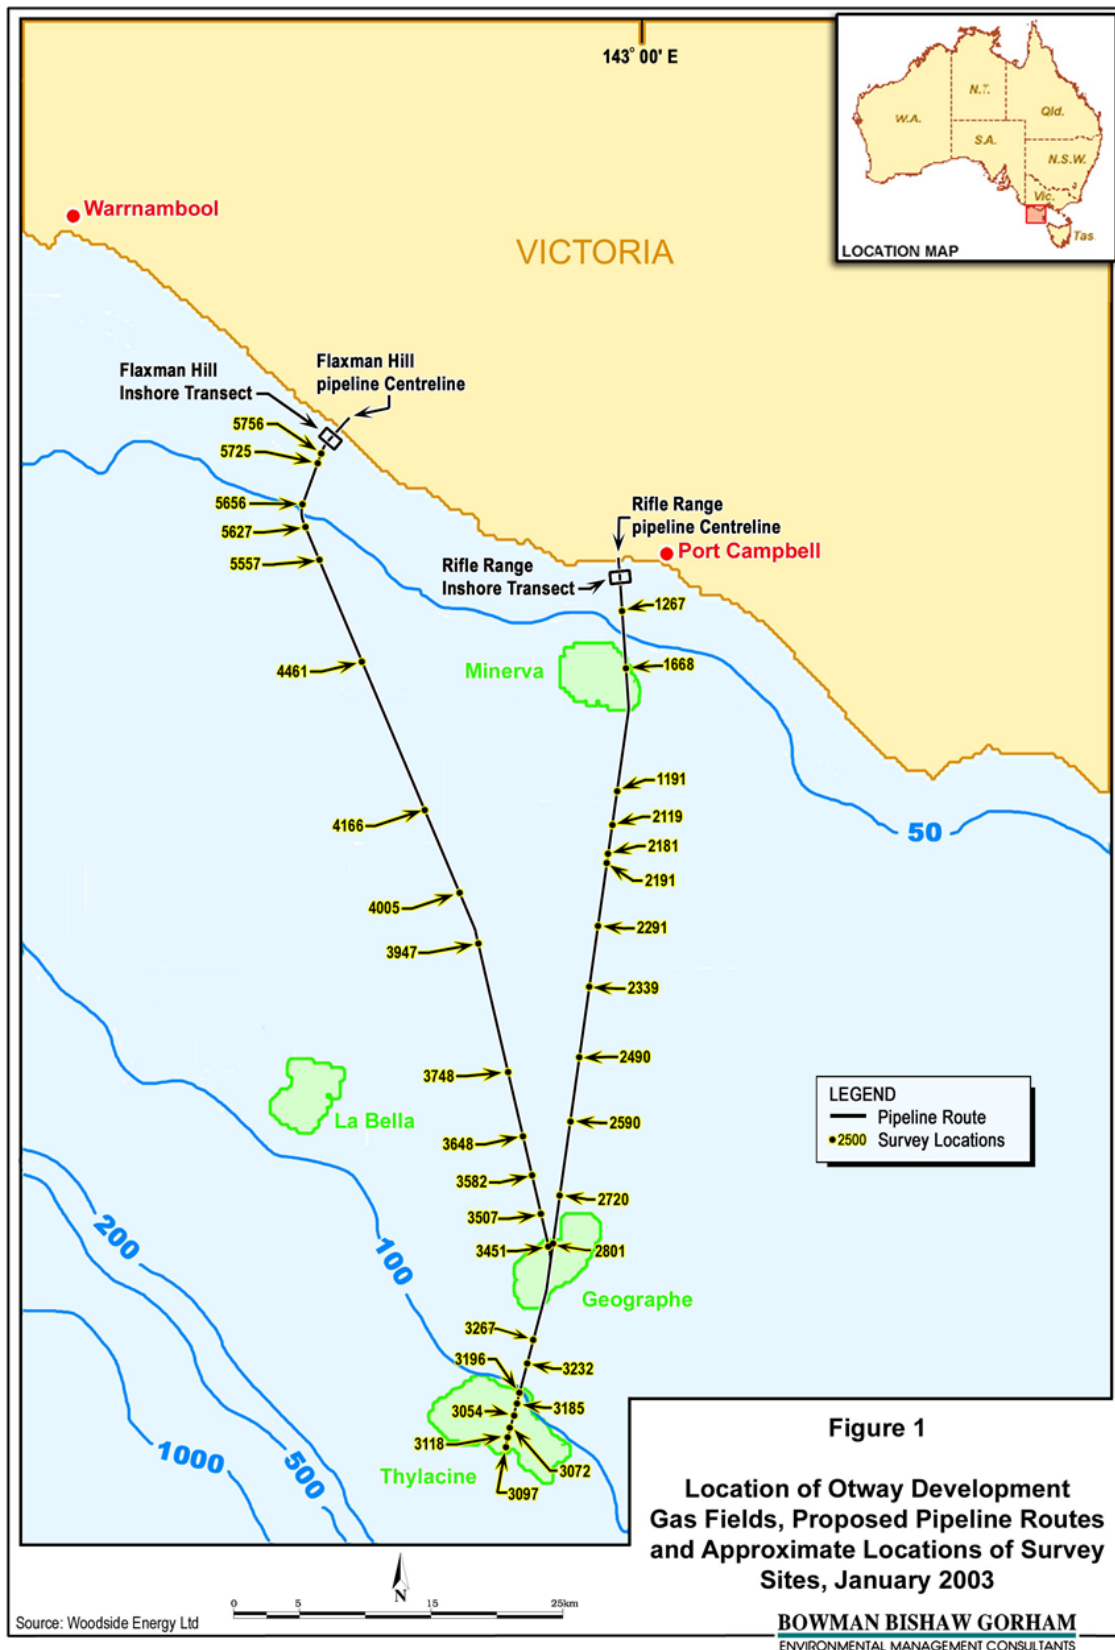 143° 00' E
W.A.
N.T.
Qld.
S.A.
N.S.W.
Vic.
Tas
LOCATION MAP
Warrnambool
VICTORIA
Flaxman Hill
Inshore Transect
Flaxman Hill
pipeline Centreline
5756
5725
5656
5627
5557
Rifle Range
pipeline Centreline
Port Campbell
Rifle Range
Inshore Transect
1267
Minerva
1668
4461
1191
4166
2119
50
2181
2191
4005
2291
3947
2339
2490
3748
LEGEND
Pipeline Route
2500 Survey Locations
La Bella
2590
3648
3582
2720
3507
200
100
3451
2801
Geographe
3267
3196
3232
3054
3185
3118
3072
Thylacine
3097
1000
500
Figure 1
Location of Otway Development
Gas Fields, Proposed Pipeline Routes
and Approximate Locations of Survey
Sites, January 2003
N
0 5 15 25km
Source: Woodside Energy Ltd
BOWMAN BISHAW GORHAM
ENVIRONMENTAL MANAGEMENT CONSULTANTS